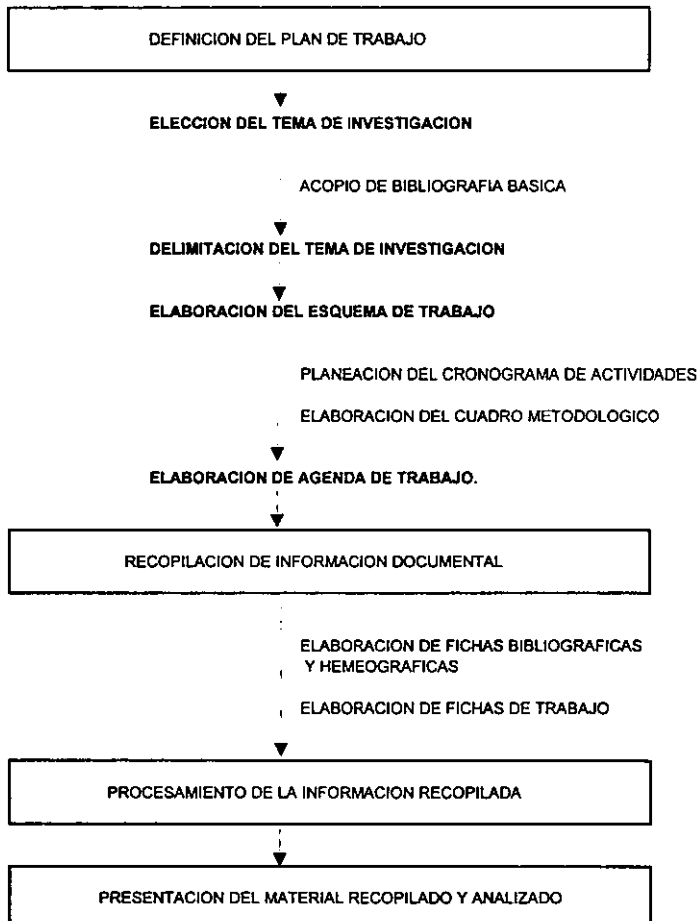 DEFINICION DEL PLAN DE TRABAJO
ELECCION DEL TEMA DE INVESTIGACION
ACOPIO DE BIBLIOGRAFIA BASICA
DELIMITACION DEL TEMA DE INVESTIGACION
ELABORACION DEL ESQUEMA DE TRABAJO
PLANEACION DEL CRONOGRAMA DE ACTIVIDADES
ELABORACION DEL CUADRO METODOLOGICO
ELABORACION DE AGENDA DE TRABAJO.
RECOPILACION DE INFORMACION DOCUMENTAL
ELABORACION DE FICHAS BIBLIOGRAFICAS
Y HEMEOGRAFICAS
ELABORACION DE FICHAS DE TRABAJO
PROCESAMIENTO DE LA INFORMACION RECOPILADA
PRESENTACION DEL MATERIAL RECOPILADO Y ANALIZADO